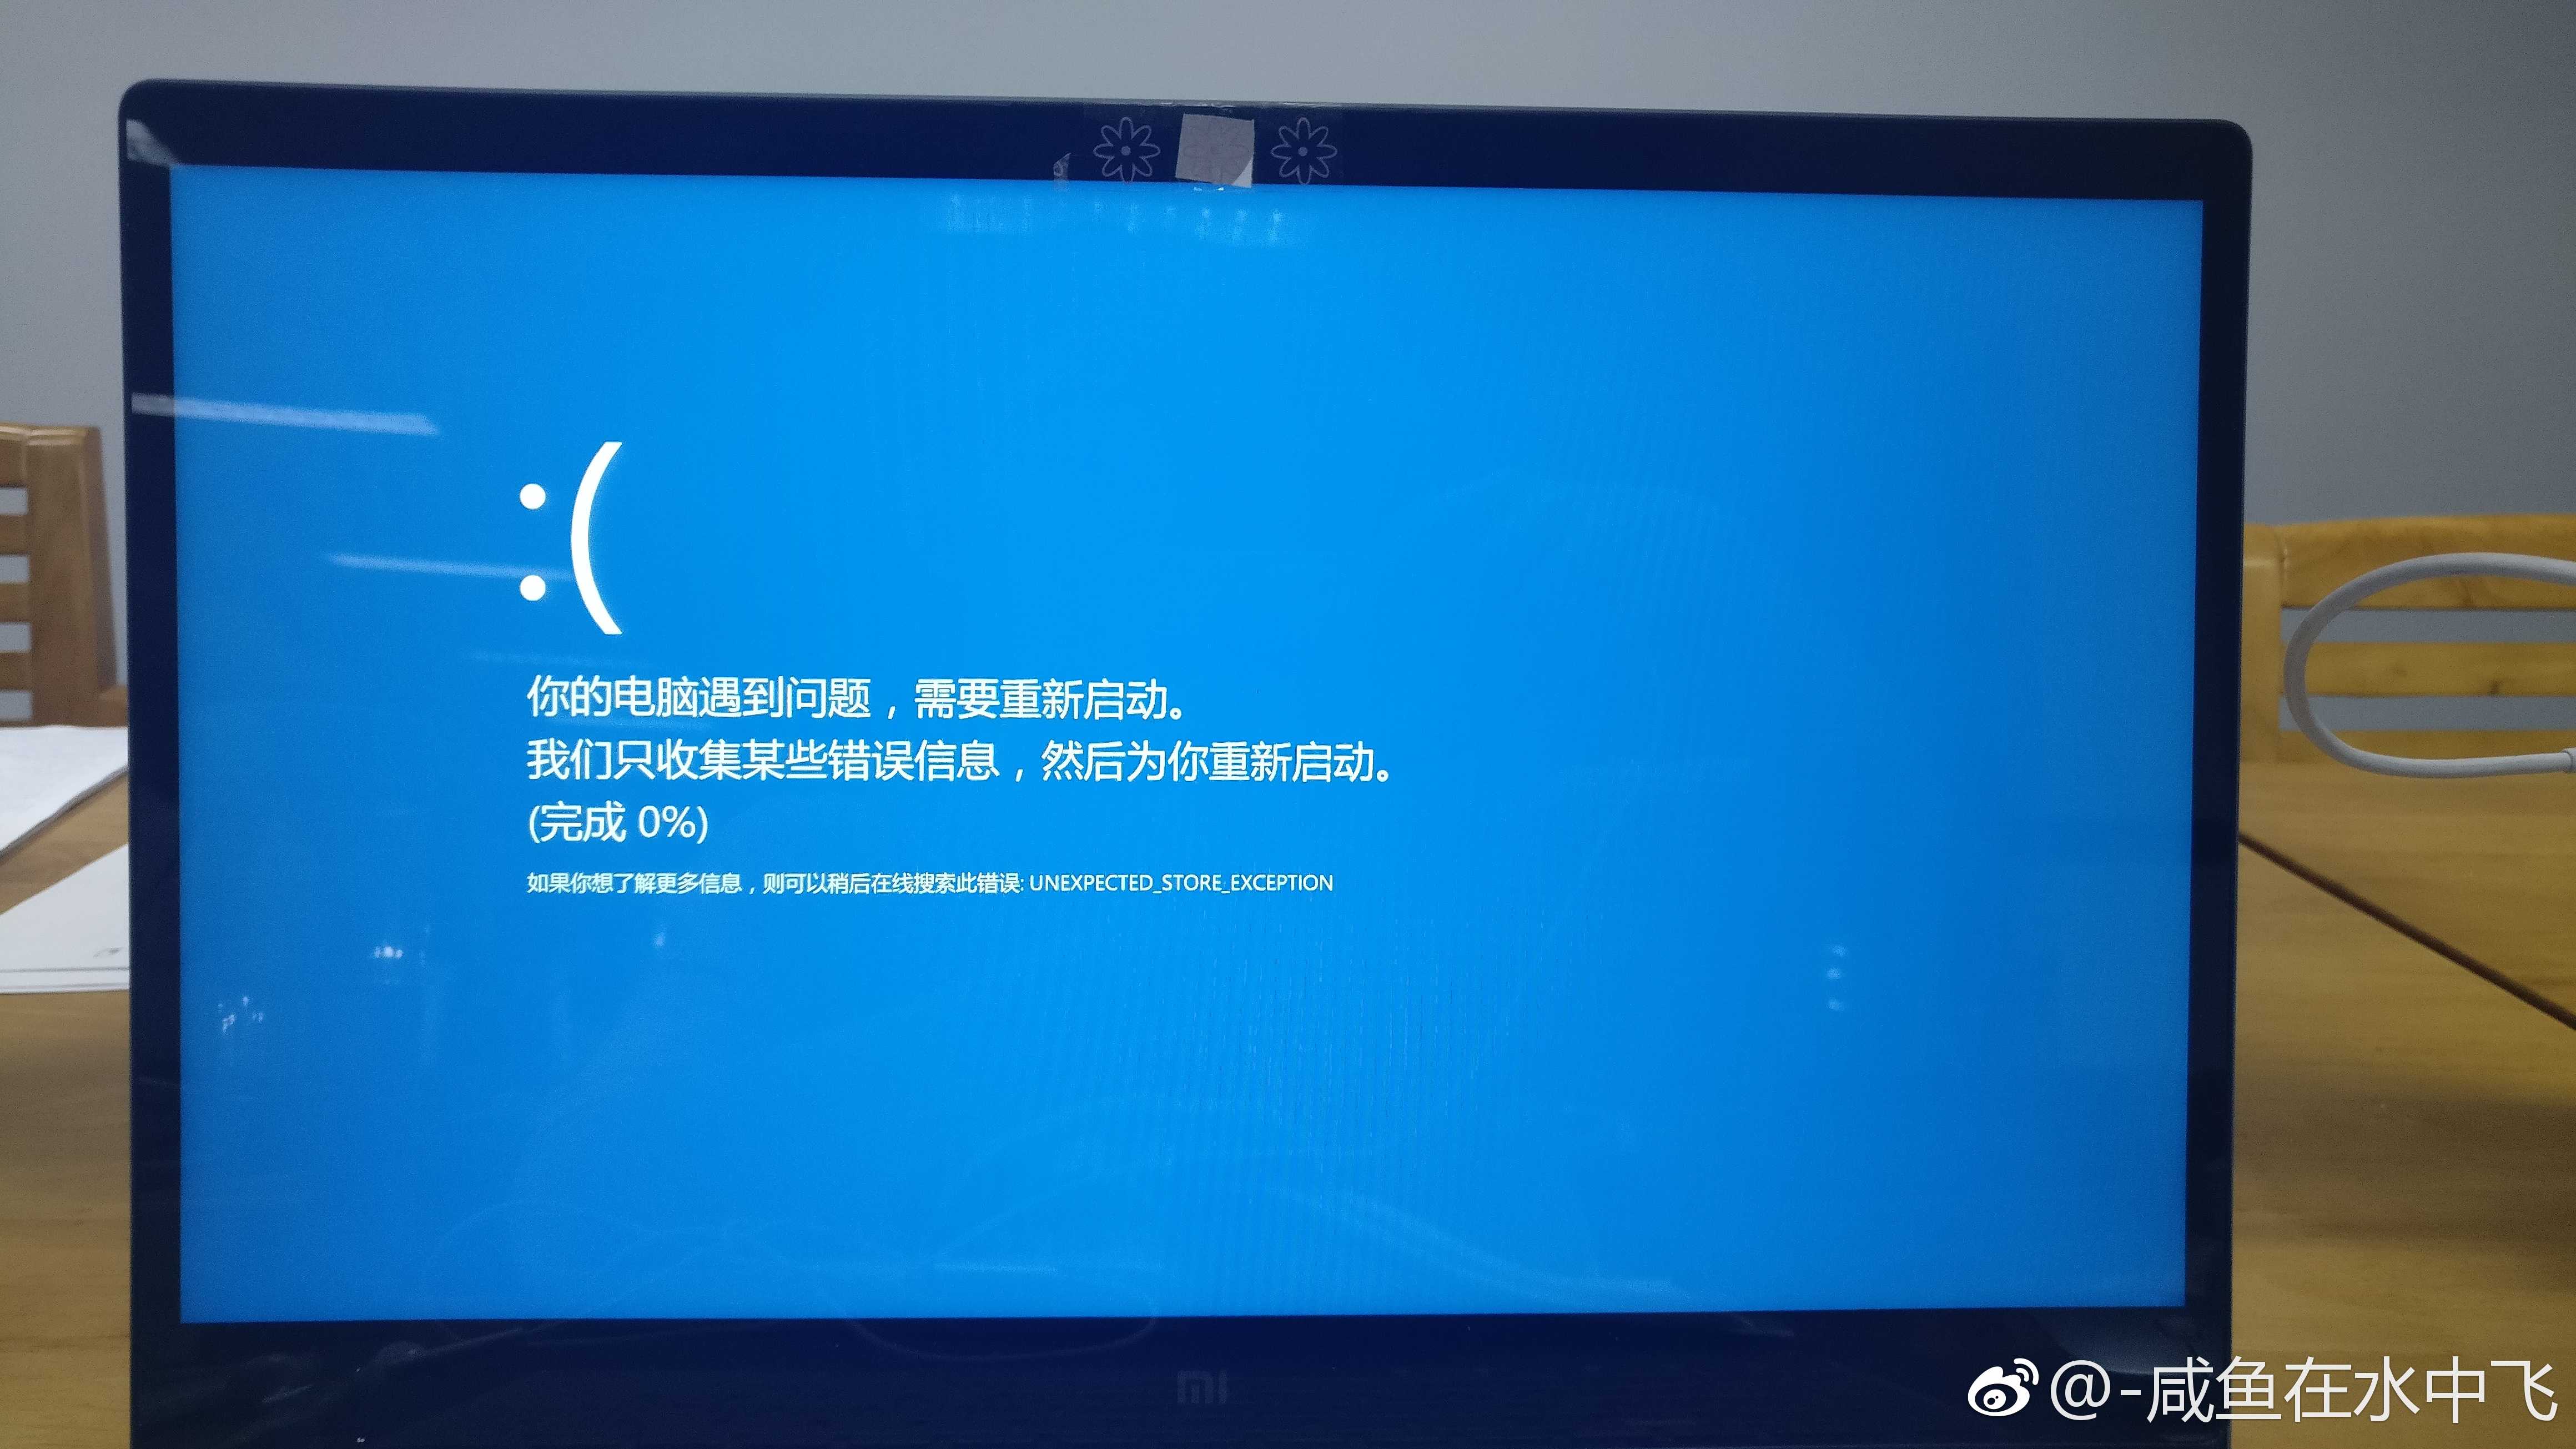 :(
你的电脑遇到问题，需要重新启动。
我们只收集某些错误信息，然后为你重新启动。
(完成 0%)
如果你想了解更多信息，则可以稍后在线搜索此错误: UNEXPECTED_STORE_EXCEPTION
mi
@-咸鱼在水中飞